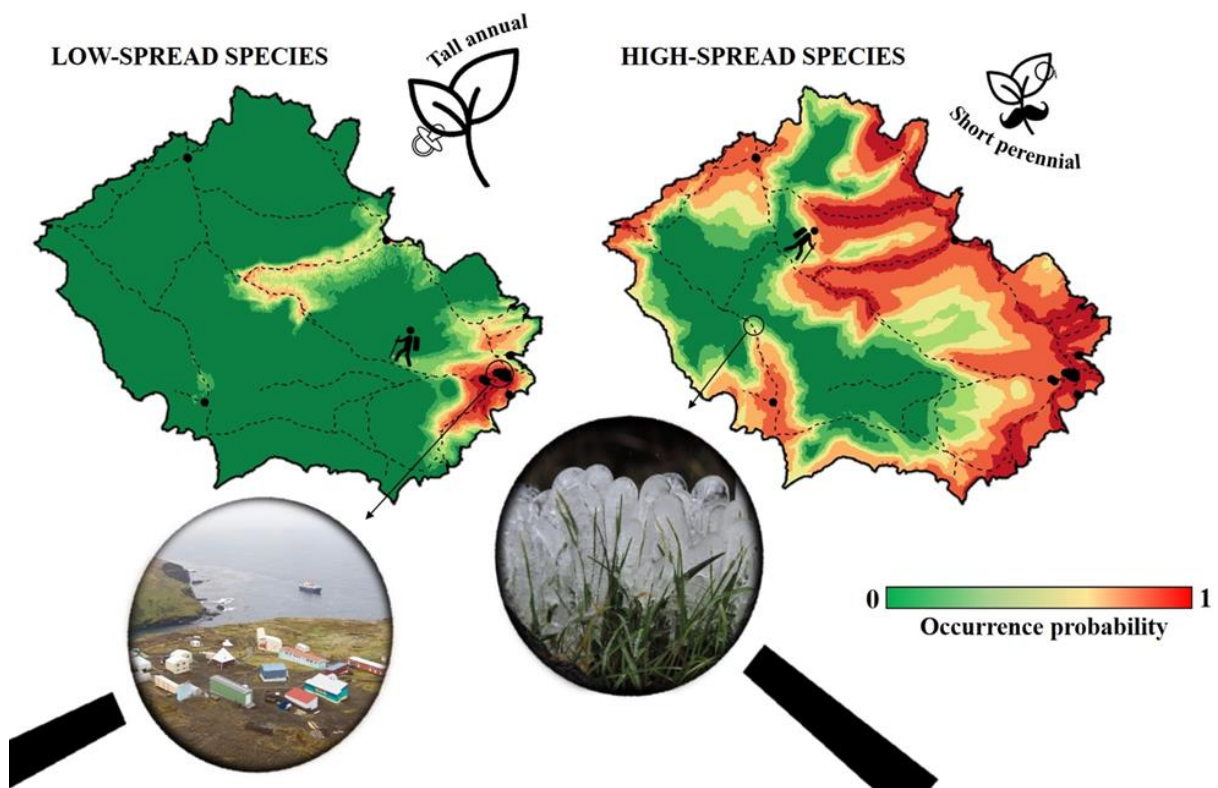 LOW-SPREAD SPECIES
Tall annual
HIGH-SPREAD SPECIES
Short perennial
0
1
Occurrence probability